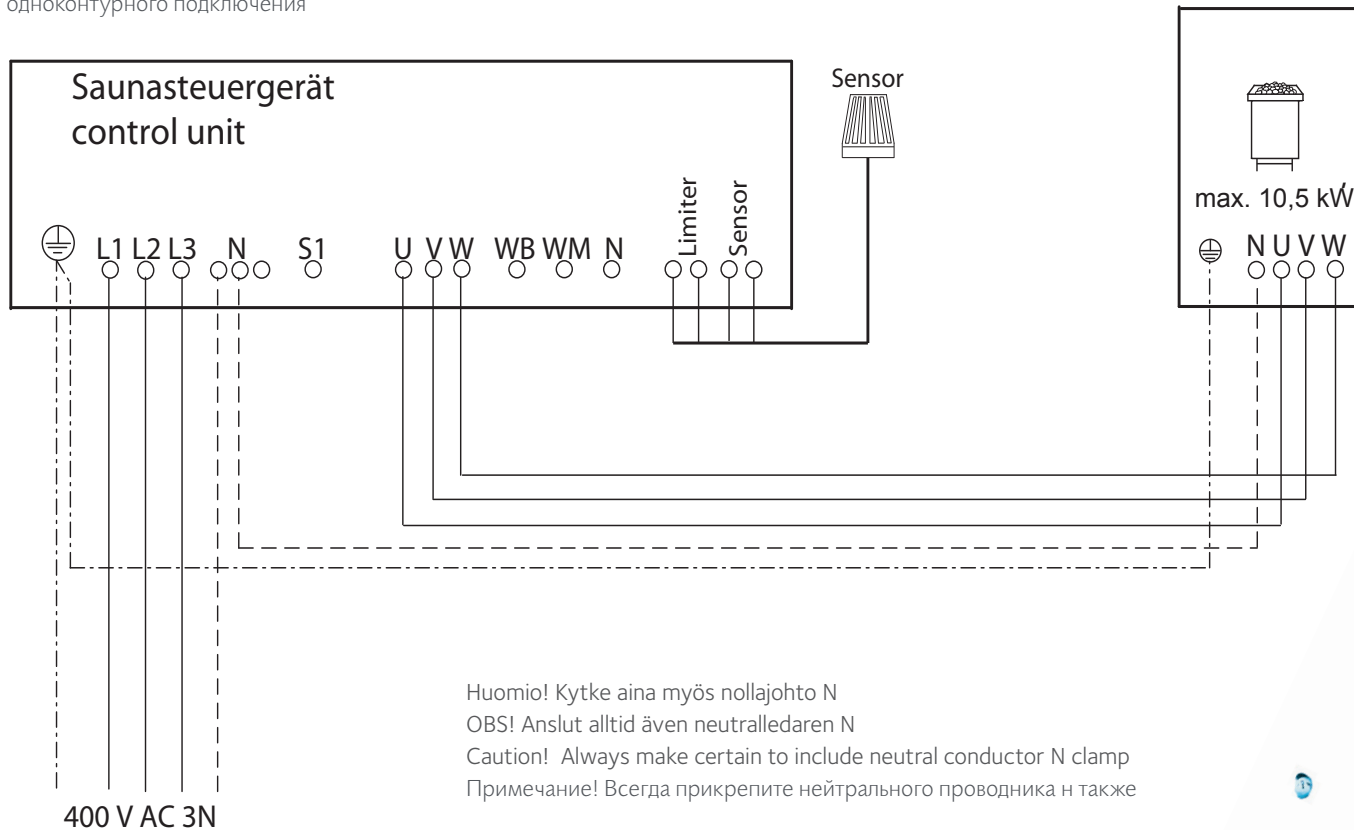 одноконтурного подключения
Saunasteuergerät
control unit
Sensor
max. 10,5 kW
Limiter
Sensor
L1 L2 L3 N S1 U V W WB WM N
N U V W
Huomio! Kytke aina myös nollajohto N
OBS! Anslut alltid även neutralledaren N
Caution! Always make certain to include neutral conductor N clamp
Примечание! Всегда прикрепите нейтрального проводника н также
400 V AC 3N